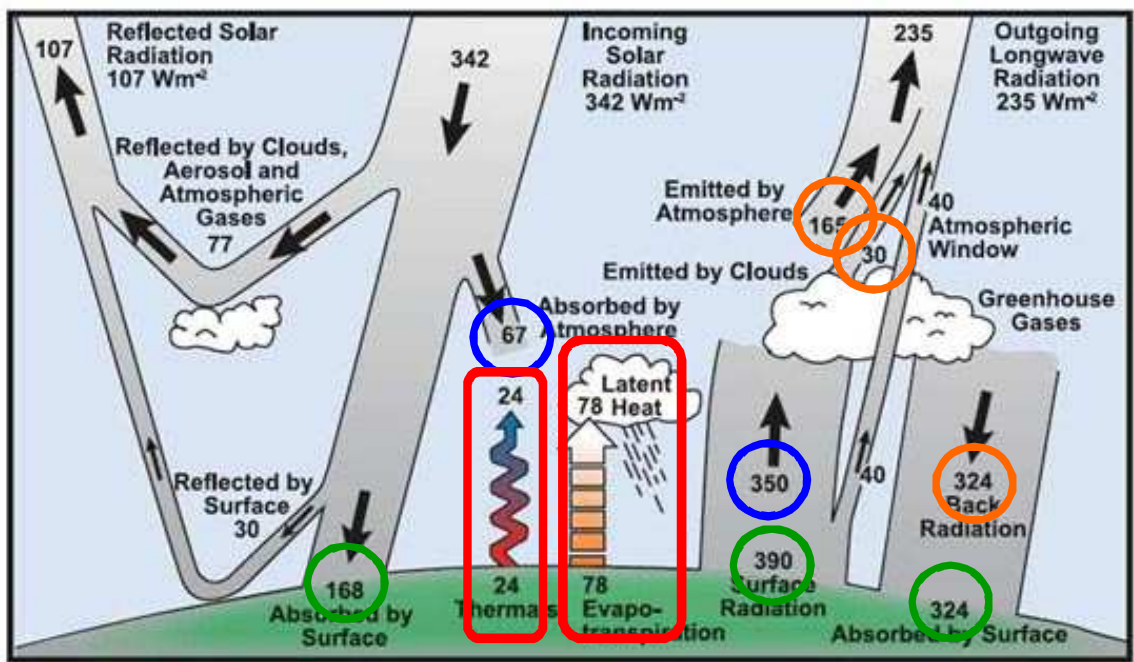 107
Reflected Solar
Radiation
107 Wm-2
342
Incoming
Solar
Radiation
342 Wm-2
235
Outgoing
Longwave
Radiation
235 Wm-2
Reflected by Clouds,
Aerosol and
Atmospheric
Gases
77
Emitted by
Atmosphere
165
30
40
Atmospheric
Window
Emitted by Clouds
Greenhouse
Gases
Absorbed by
Atmosphere
67
24
Latent
78 Heat
350
40
324
Back
Radiation
Reflected by
Surface
30
168
Absorbed by
Surface
24
Thermals
78
Evapo-
transpiration
390
Surface
Radiation
324
Absorbed by Surface